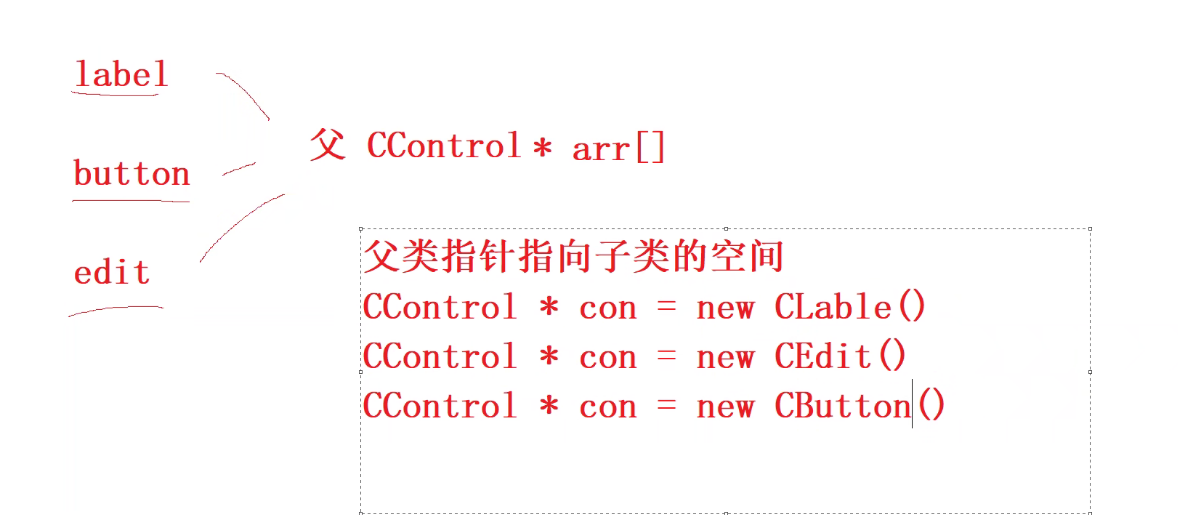 label
button
edit
父 CControl * arr[]
父类指针指向子类的空间
CControl * con = new CLable()
CControl * con = new CEdit()
CControl * con = new CButton()